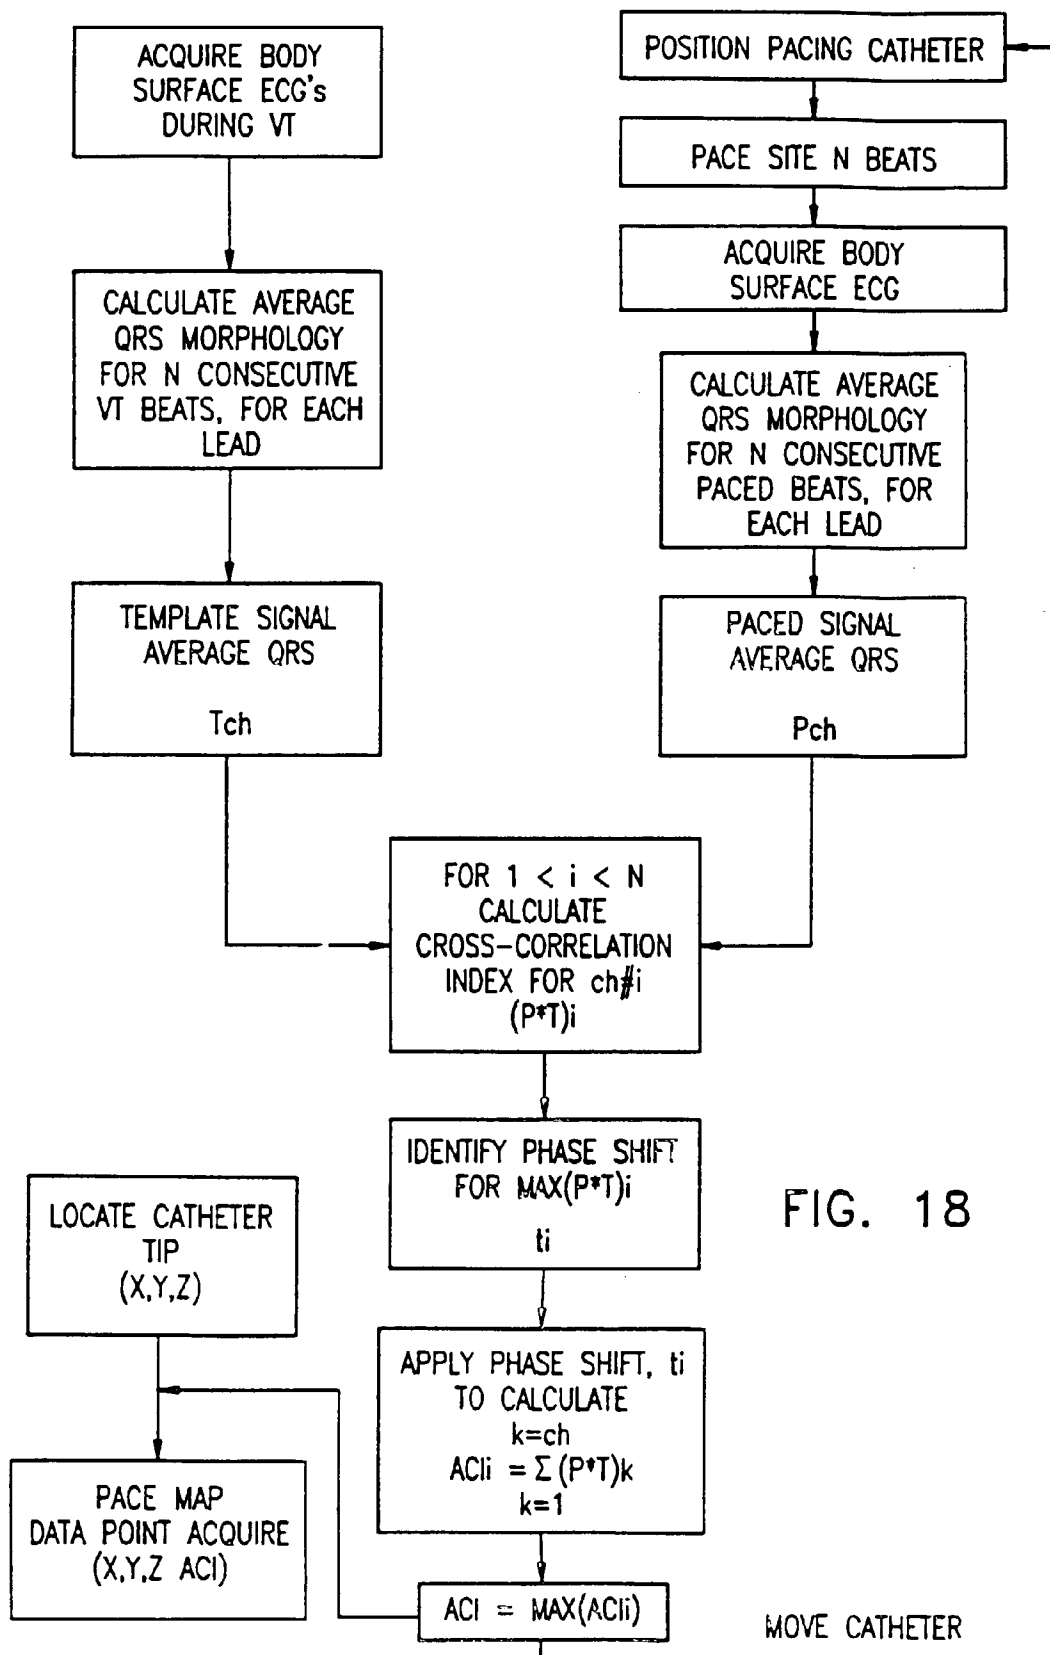 ACQUIRE BODY
SURFACE ECG's
DURING VT
CALCULATE AVERAGE
QRS MORPHOLOGY
FOR N CONSECUTIVE
VT BEATS, FOR EACH
LEAD
TEMPLATE SIGNAL
AVERAGE QRS
Tch
POSITION PACING CATHETER
PACE SITE N BEATS
ACQUIRE BODY
SURFACE ECG
CALCULATE AVERAGE
QRS MORPHOLOGY
FOR N CONSECUTIVE
PACED BEATS, FOR
EACH LEAD
PACED SIGNAL
AVERAGE QRS
Pch
FOR 1 < i < N
CALCULATE
CROSS-CORRELATION
INDEX FOR ch#i
(P*T)i
IDENTIFY PHASE SHIFT
FOR MAX(P*T)i
ti
FIG. 18
LOCATE CATHETER
TIP
(X,Y,Z)
APPLY PHASE SHIFT, ti
TO CALCULATE
k=ch
ACIi = Σ(P*T)k
k=1
PACE MAP
DATA POINT ACQUIRE
(X,Y,Z ACI)
ACI = MAX(ACIi)
MOVE CATHETER